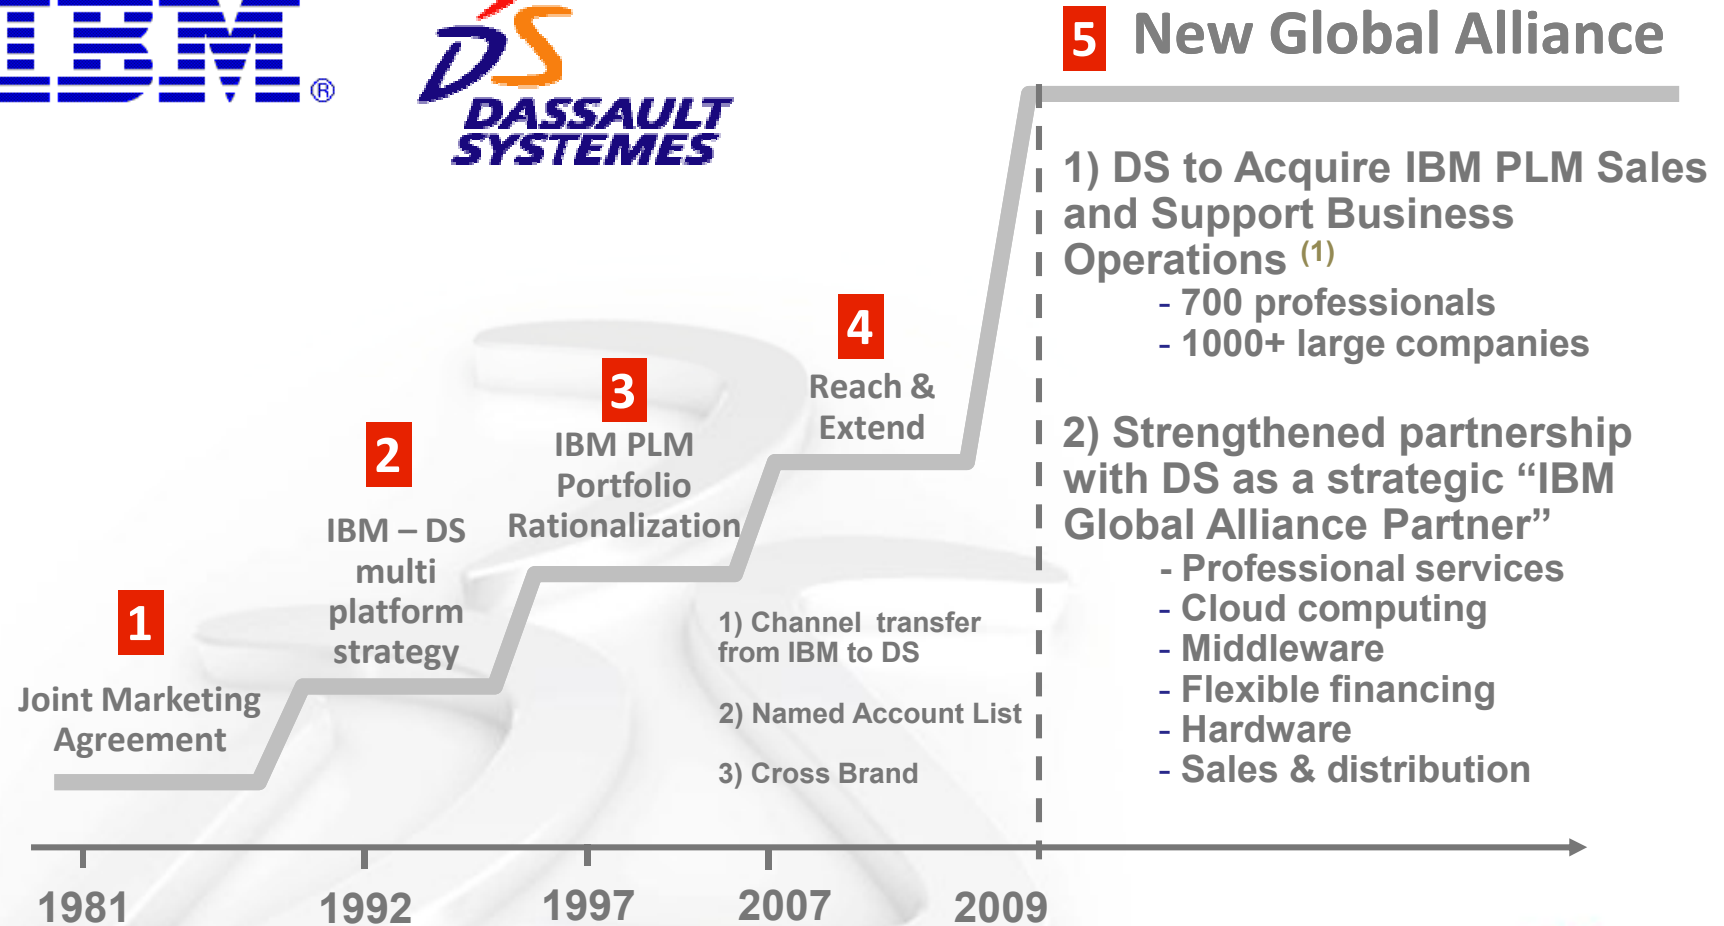 IBM®
DS
DASSAULT
SYSTEMES
5 New Global Alliance
1) DS to Acquire IBM PLM Sales
and Support Business
Operations (1)
- 700 professionals
- 1000+ large companies
2) Strengthened partnership
with DS as a strategic “IBM
Global Alliance Partner”
- Professional services
- Cloud computing
- Middleware
- Flexible financing
- Hardware
- Sales & distribution
4
Reach &
Extend
3
IBM PLM
Portfolio
Rationalization
2
IBM – DS
multi
platform
strategy
1
Joint Marketing
Agreement
1) Channel transfer
from IBM to DS
2) Named Account List
3) Cross Brand
1981 1992 1997 2007 2009